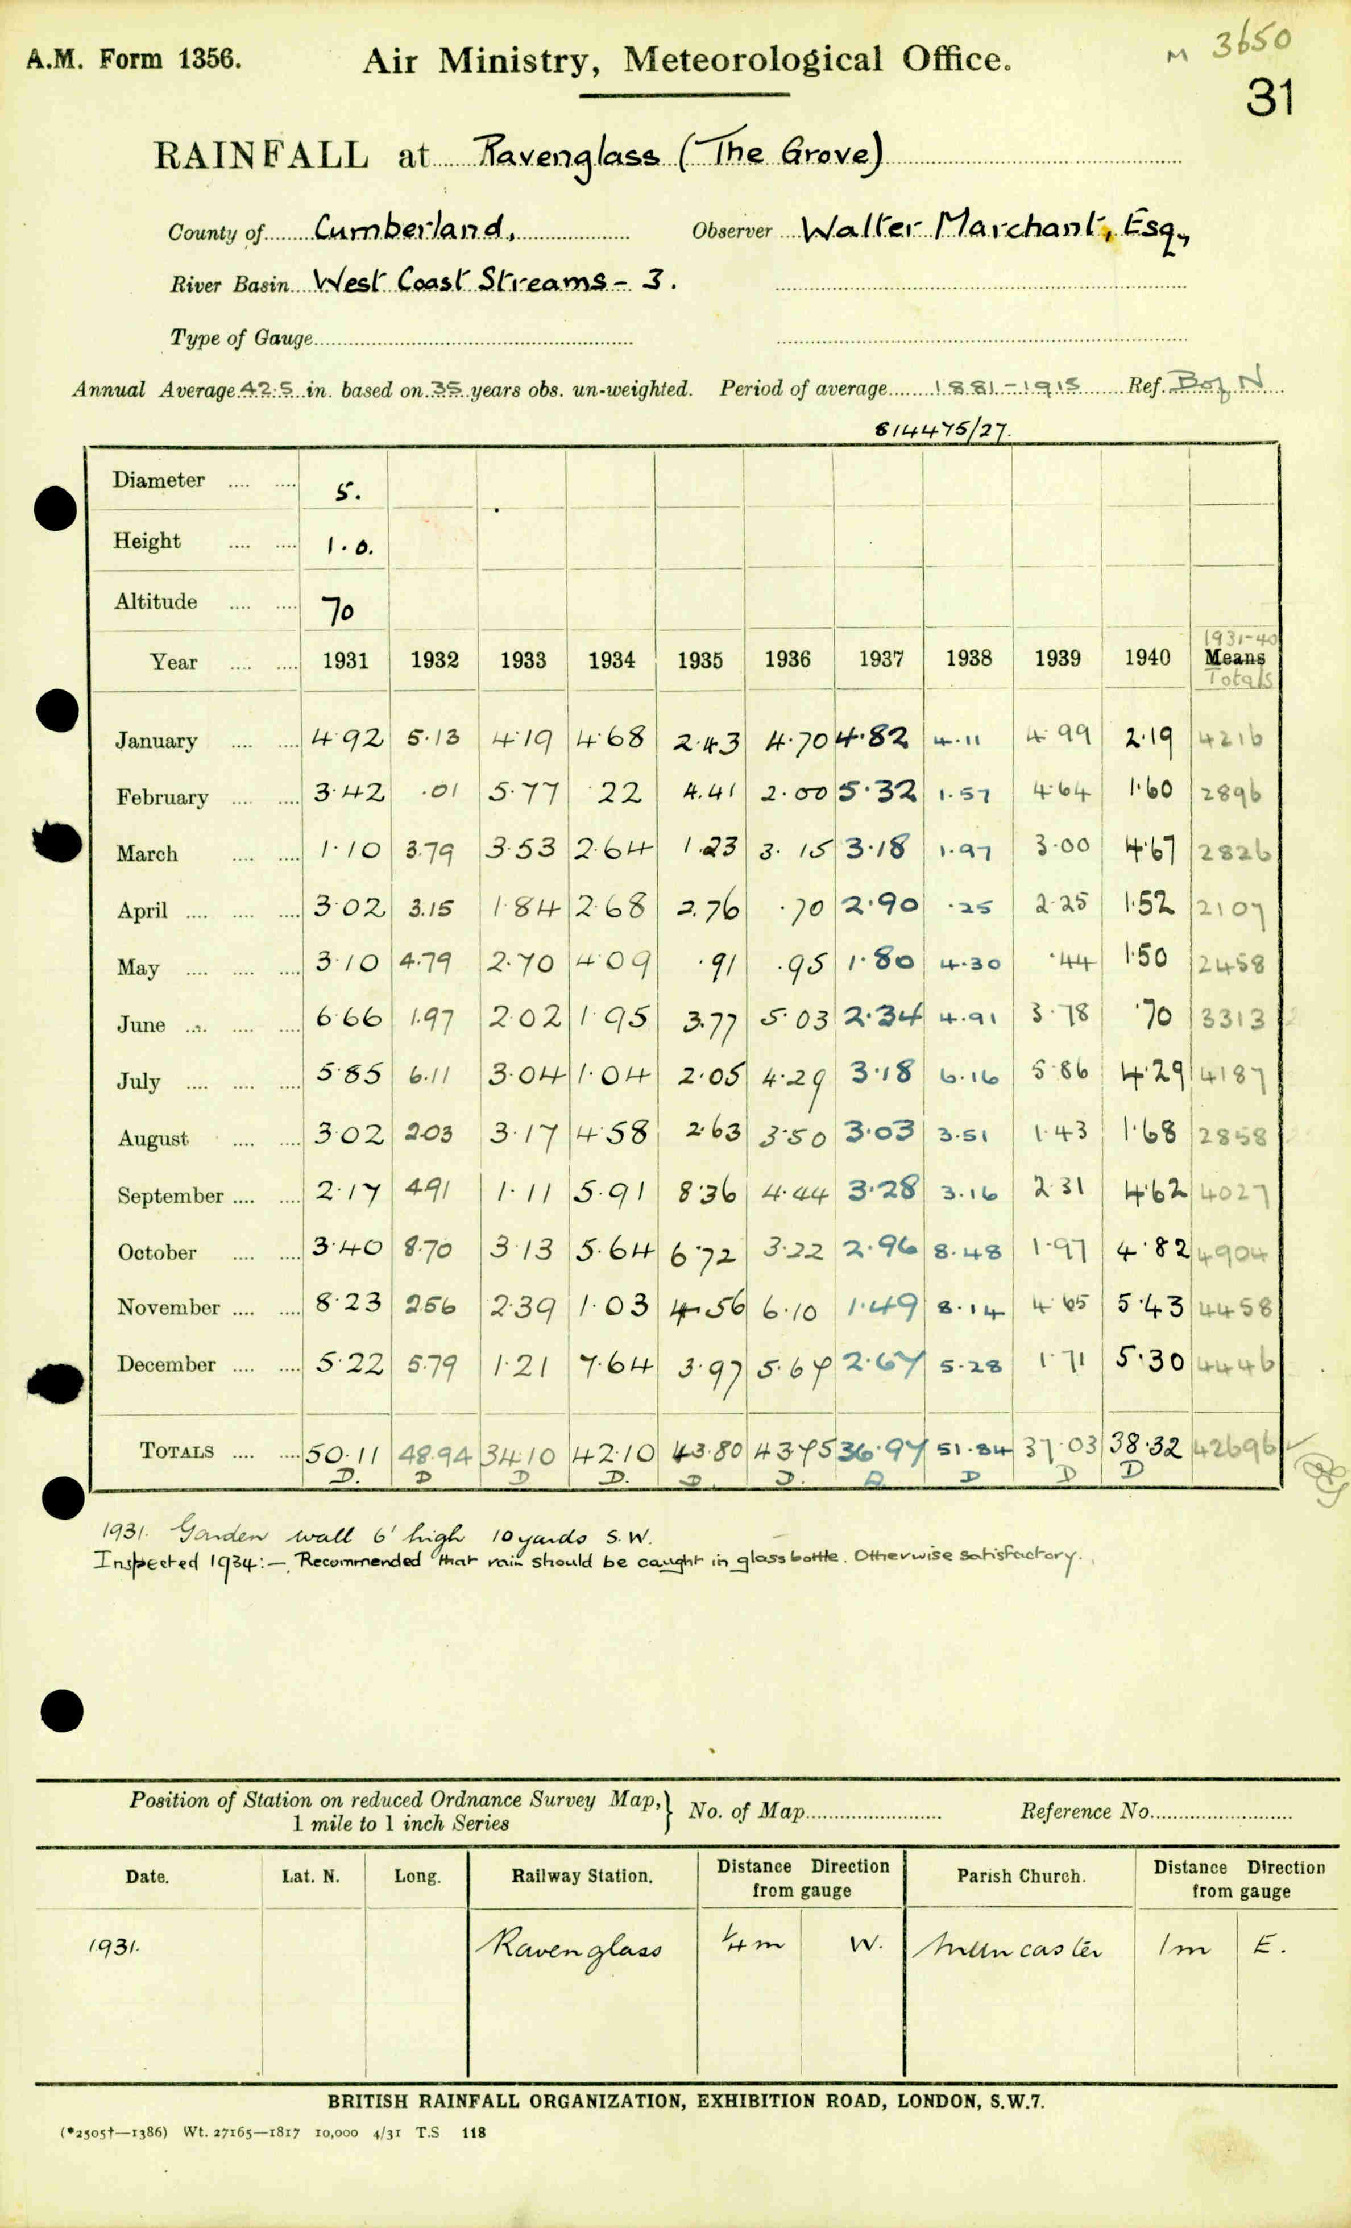 M 3650
A.M. Form 1356. Air Ministry, Meteorological Office.
31
RAINFALL at Ravenglass (The Grove)
County of Cumberland, Observer Walter Marchant, Esq.,
River Basin West Coast Streams - 3.
Type of Gauge
Annual Average 42.5 in. based on 35 years obs. un-weighted. Period of average 1881-1915 Ref. B of N
S14475/27.
Diameter 5.
Height 1.0.
Altitude 70
Year 1931 1932 1933 1934 1935 1936 1937 1938 1939 1940 1931-40 Means Totals
January 4.92 5.13 4.19 4.68 2.43 4.70 4.82 4.11 4.99 2.19 4216
February 3.42 .01 5.77 .22 4.41 2.00 5.32 1.57 4.64 1.60 2896
March 1.10 3.79 3.53 2.64 1.23 3.15 3.18 1.97 3.00 4.67 2826
April 3.02 3.15 1.84 2.68 2.76 .70 2.90 .25 2.25 1.52 2107
May 3.10 4.79 2.70 4.09 .91 .95 1.80 4.30 .44 1.50 2458
June 6.66 1.97 2.02 1.95 3.77 5.03 2.34 4.91 3.78 .70 3313
July 5.85 6.11 3.04 1.04 2.05 4.29 3.18 6.16 5.86 4.29 4187
August 3.02 2.03 3.17 4.58 2.63 3.50 3.03 3.51 1.43 1.68 2858
September 2.17 4.91 1.11 5.91 8.36 4.44 3.28 3.16 2.31 4.62 4027
October 3.40 8.70 3.13 5.64 6.72 3.22 2.96 8.48 1.97 4.82 4904
November 8.23 2.56 2.39 1.03 4.56 6.10 1.49 8.14 4.65 5.43 4458
December 5.22 5.79 1.21 7.64 3.97 5.67 2.67 5.28 1.71 5.30 4446
TOTALS 50.11 48.94 34.10 42.10 43.80 43.75 36.97 51.84 37.03 38.32 42696
D. D D D. D. D. D. D D D
1931. Garden wall 6' high 10 yards S.W.
Inspected 1934:- Recommended that rain should be caught in glass bottle. Otherwise satisfactory.
Position of Station on reduced Ordnance Survey Map, 1 mile to 1 inch Series } No. of Map Reference No.
Date. Lat. N. Long. Railway Station. Distance Direction from gauge Parish Church. Distance Direction from gauge
1931. Ravenglass ¼m W. Muncaster 1m E.
BRITISH RAINFALL ORGANIZATION, EXHIBITION ROAD, LONDON, S.W.7.
(*2505†—1386) Wt. 27165—1817 10,000 4/31 T.S 118